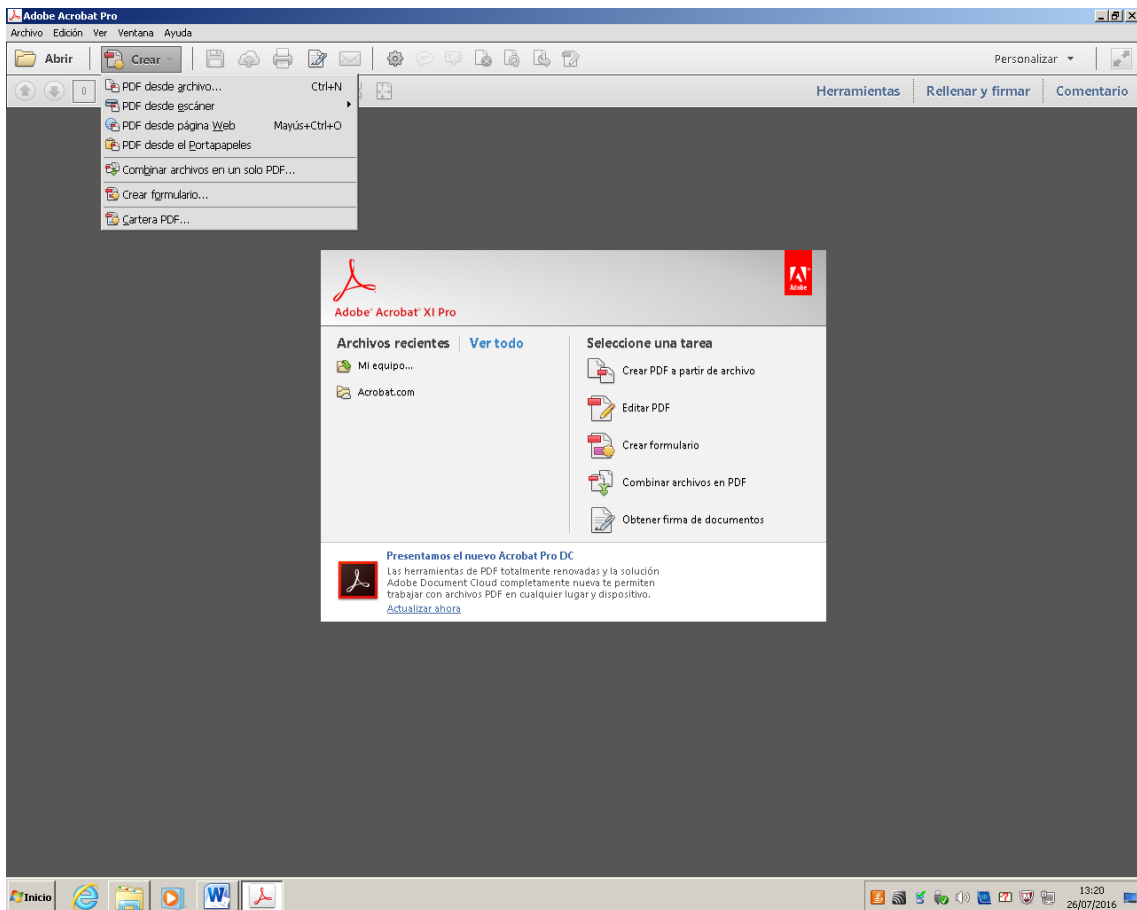 Adobe Acrobat Pro
Archivo Edición Ver Ventana Ayuda
Abrir Crear Personalizar
0 Herramientas Rellenar y firmar Comentario
PDF desde archivo... Ctrl+N
PDF desde escáner
PDF desde página Web Mayús+Ctrl+O
PDF desde el Portapapeles
Combinar archivos en un solo PDF...
Crear formulario...
Cartera PDF...
Adobe
Adobe® Acrobat® XI Pro
Archivos recientes Ver todo
Mi equipo...
Acrobat.com
Seleccione una tarea
Crear PDF a partir de archivo
Editar PDF
Crear formulario
Combinar archivos en PDF
Obtener firma de documentos
Presentamos el nuevo Acrobat Pro DC
Las herramientas de PDF totalmente renovadas y la solución
Adobe Document Cloud completamente nueva te permiten
trabajar con archivos PDF en cualquier lugar y dispositivo.
Actualizar ahora
Inicio
13:20
26/07/2016